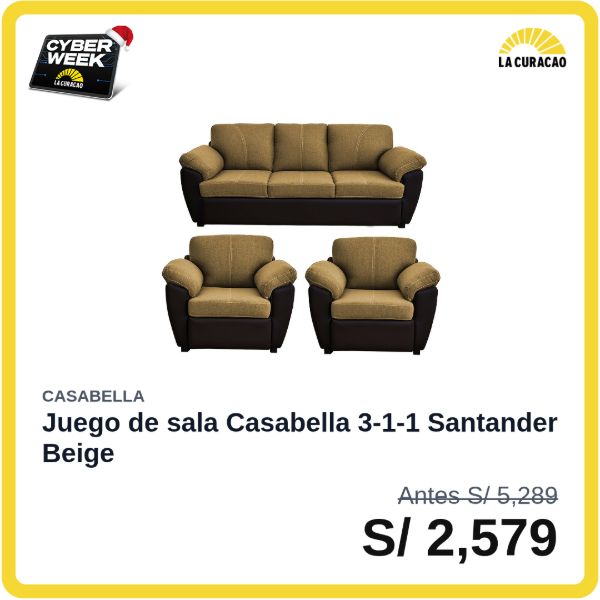 CYBER
WEEK
LA CURACAO
LA CURACAO
CASABELLA
Juego de sala Casabella 3-1-1 Santander
Beige
Antes S/ 5,289
S/ 2,579